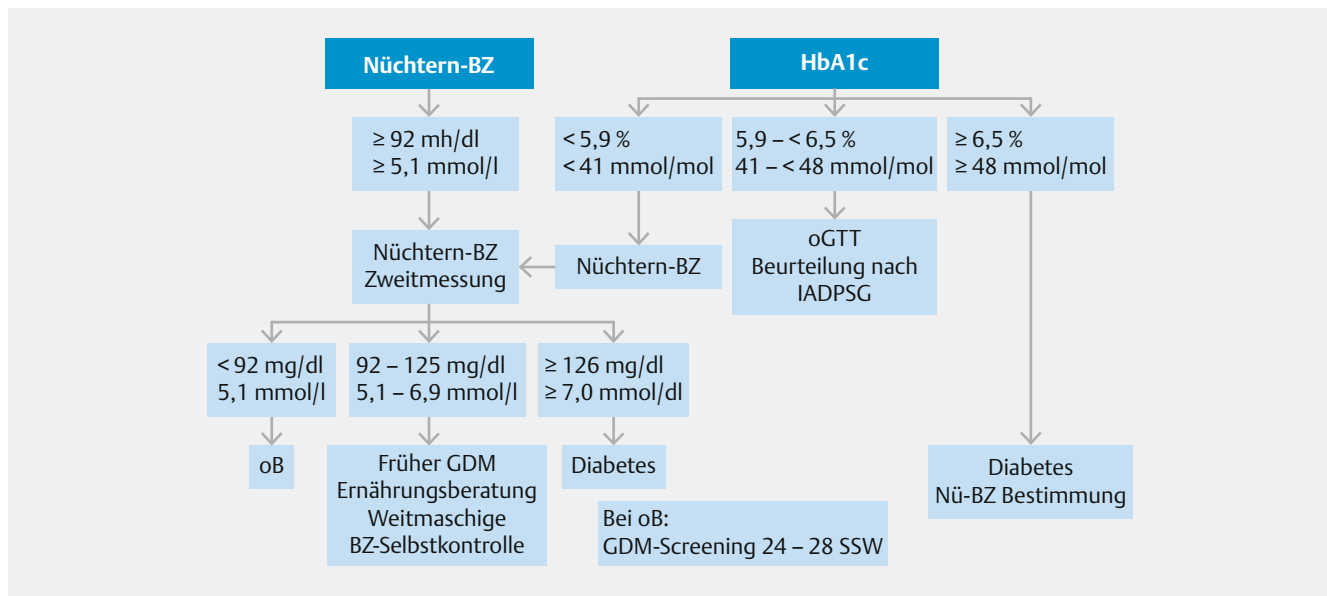 Nüchtern-BZ
HbA1c
≥ 92 mh/dl
≥ 5,1 mmol/l
< 5,9 %
< 41 mmol/mol
5,9 – < 6,5 %
41 – < 48 mmol/mol
≥ 6,5 %
≥ 48 mmol/mol
Nüchtern-BZ
Zweitmessung
Nüchtern-BZ
oGTT
Beurteilung nach
IADPSG
< 92 mg/dl
5,1 mmol/l
92 – 125 mg/dl
5,1 – 6,9 mmol/l
≥ 126 mg/dl
≥ 7,0 mmol/dl
oB
Früher GDM
Ernährungsberatung
Weitmaschige
BZ-Selbstkontrolle
Diabetes
Diabetes
Nü-BZ Bestimmung
Bei oB:
GDM-Screening 24 – 28 SSW